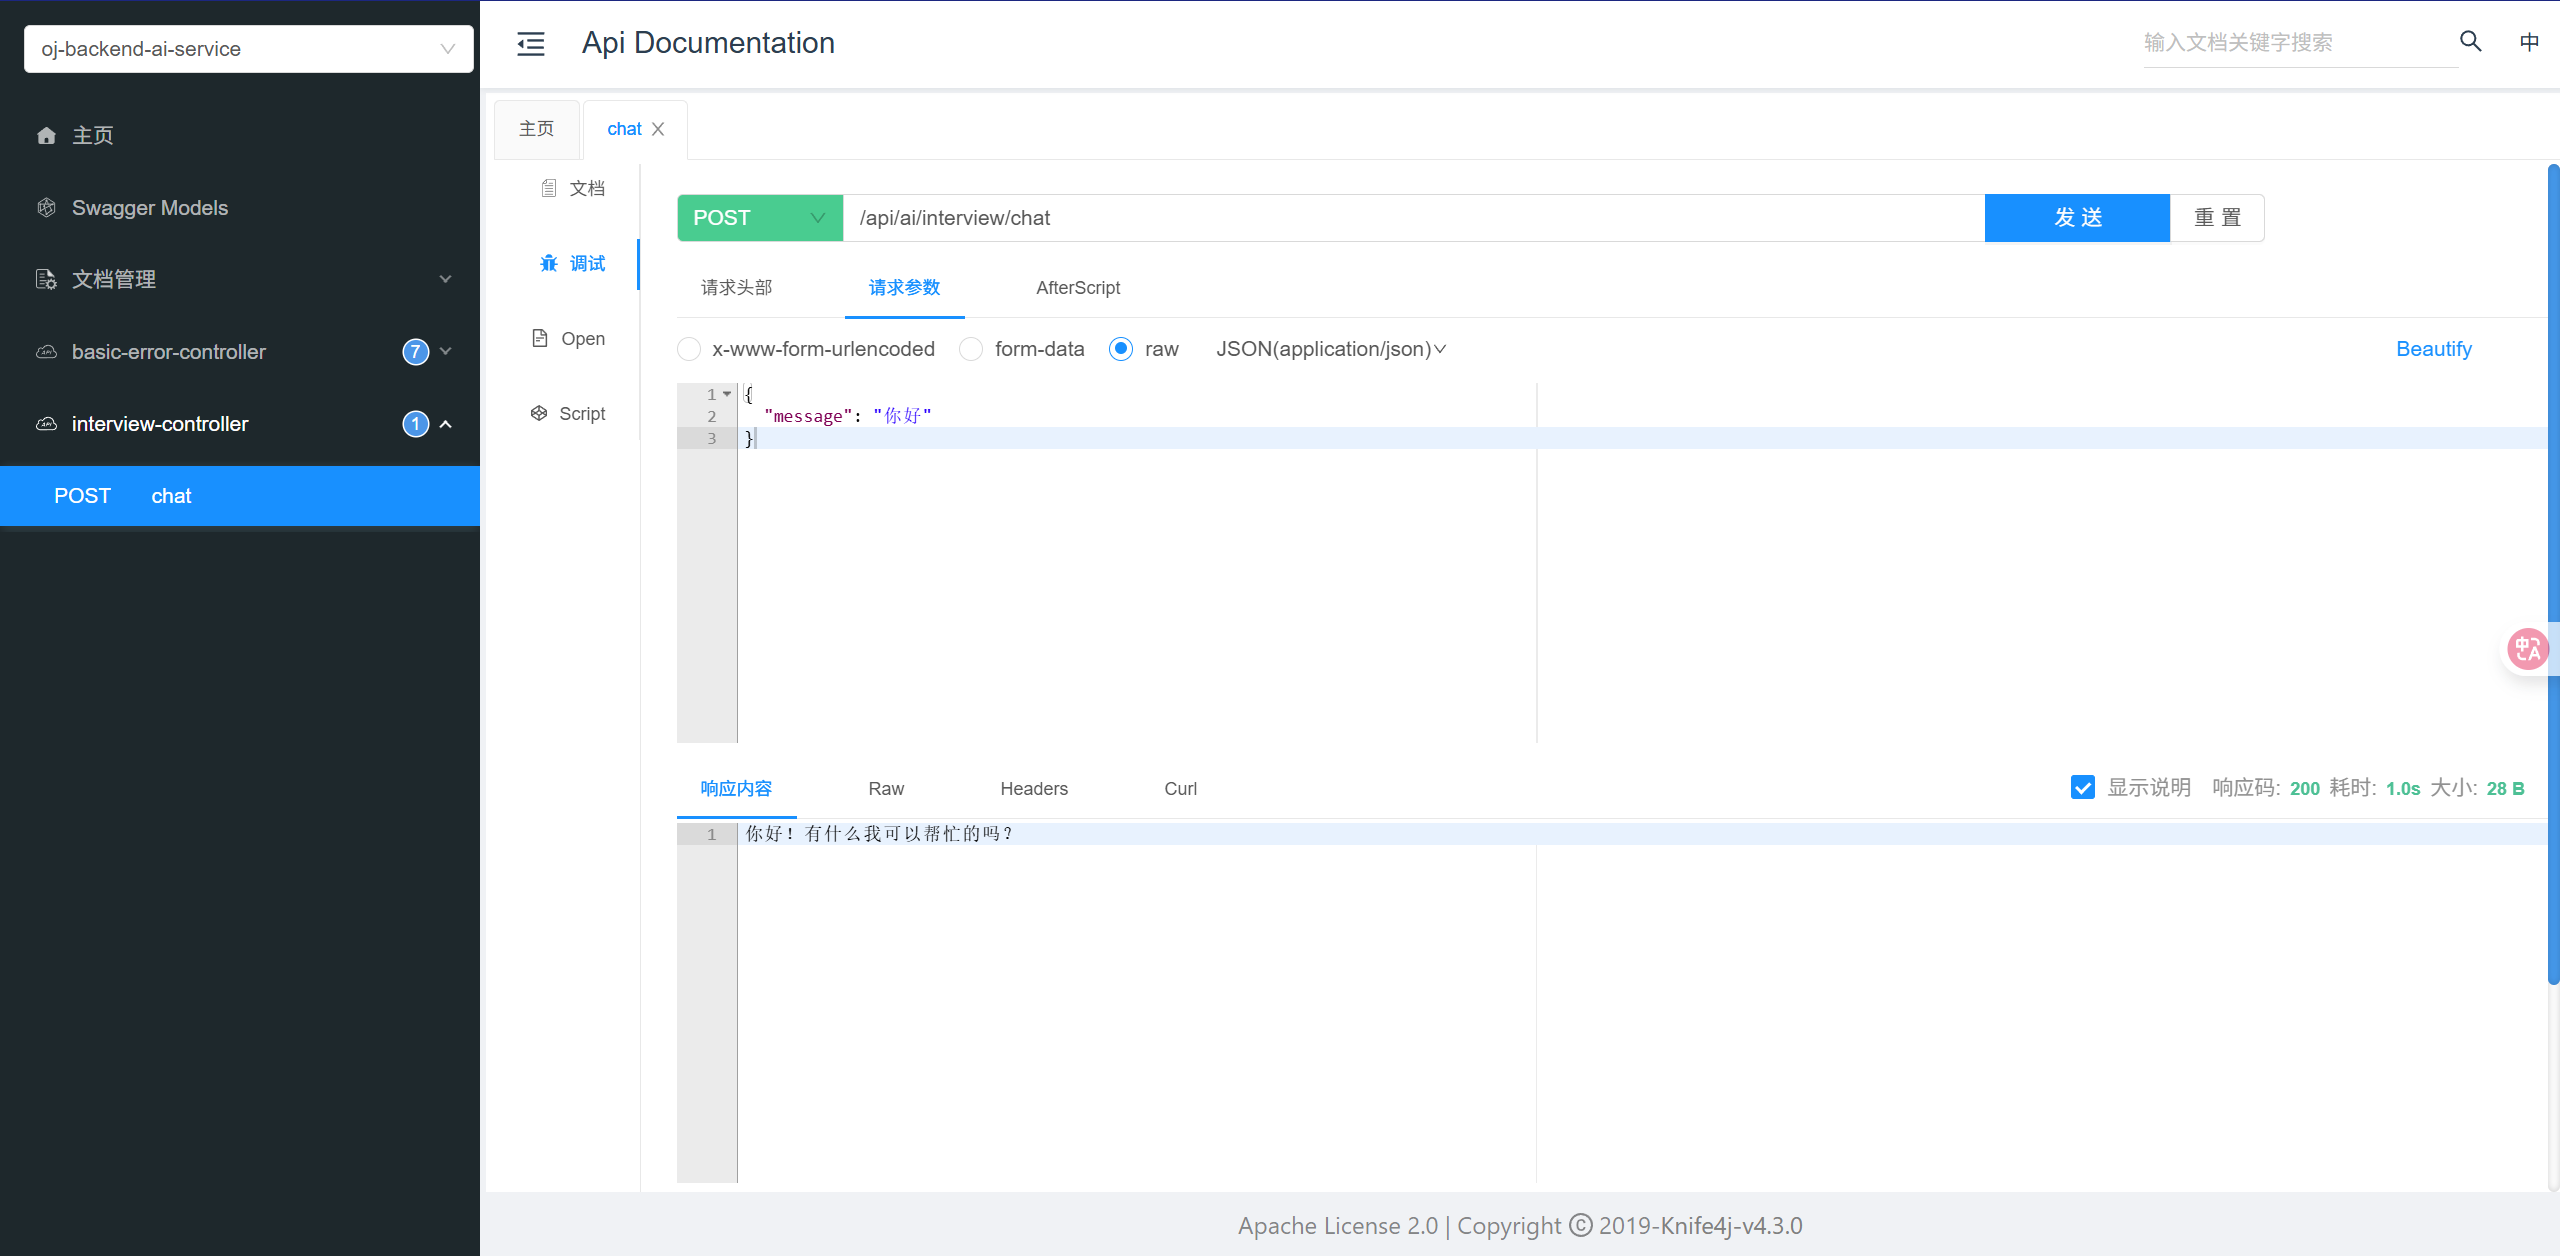 oj-backend-ai-service
主页
Swagger Models
文档管理
basic-error-controller 7
interview-controller 1
POST chat
Api Documentation
输入文档关键字搜索
中
主页 chat
文档
调试
Open
Script
POST /api/ai/interview/chat 发 送 重 置
请求头部 请求参数 AfterScript
x-www-form-urlencoded form-data raw JSON(application/json) Beautify
1 {
2 "message": "你好"
3 }
响应内容 Raw Headers Curl 显示说明 响应码: 200 耗时: 1.0s 大小: 28 B
1 你好！有什么我可以帮忙的吗？
中A
Apache License 2.0 | Copyright © 2019-Knife4j-v4.3.0